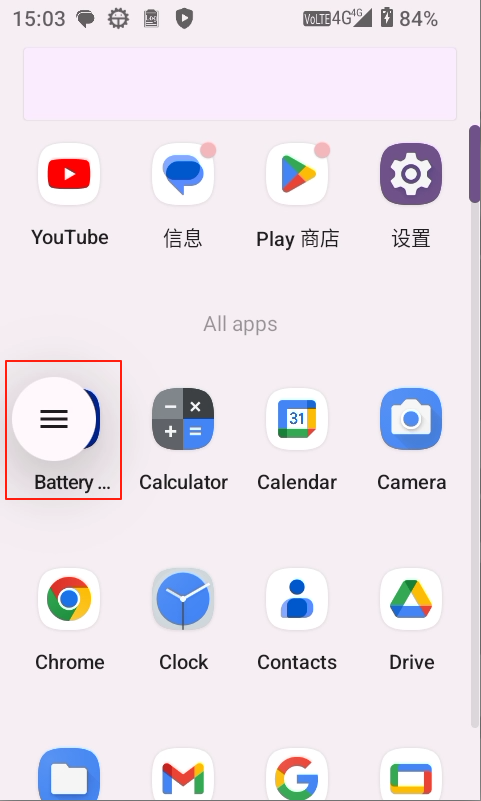 15:03 VoLTE 4G 4G 84%
YouTube 信息 Play 商店 设置
All apps
31
Battery ... Calculator Calendar Camera
Chrome Clock Contacts Drive